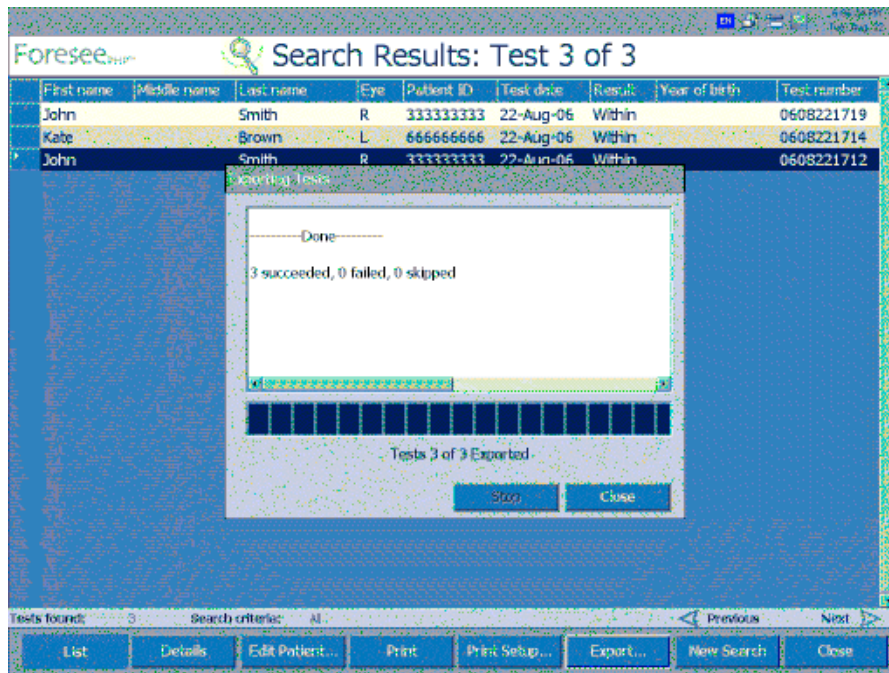 EN
Foresee PHP
Search Results: Test 3 of 3
First name Middle name Last name Eye Patient ID Test date Result Year of birth Test number
John Smith R 333333333 22-Aug-06 Within 0608221719
Kate Brown L 666666666 22-Aug-06 Within 0608221714
John Smith R 333333333 22-Aug-06 Within 0608221712
Exporting Tests
----------Done---------
3 succeeded, 0 failed, 0 skipped
Tests 3 of 3 Exported
Stop Close
Tests found: 3 Search criteria: All Previous Next
List Details Edit Patient... Print Print Setup... Export... New Search Close